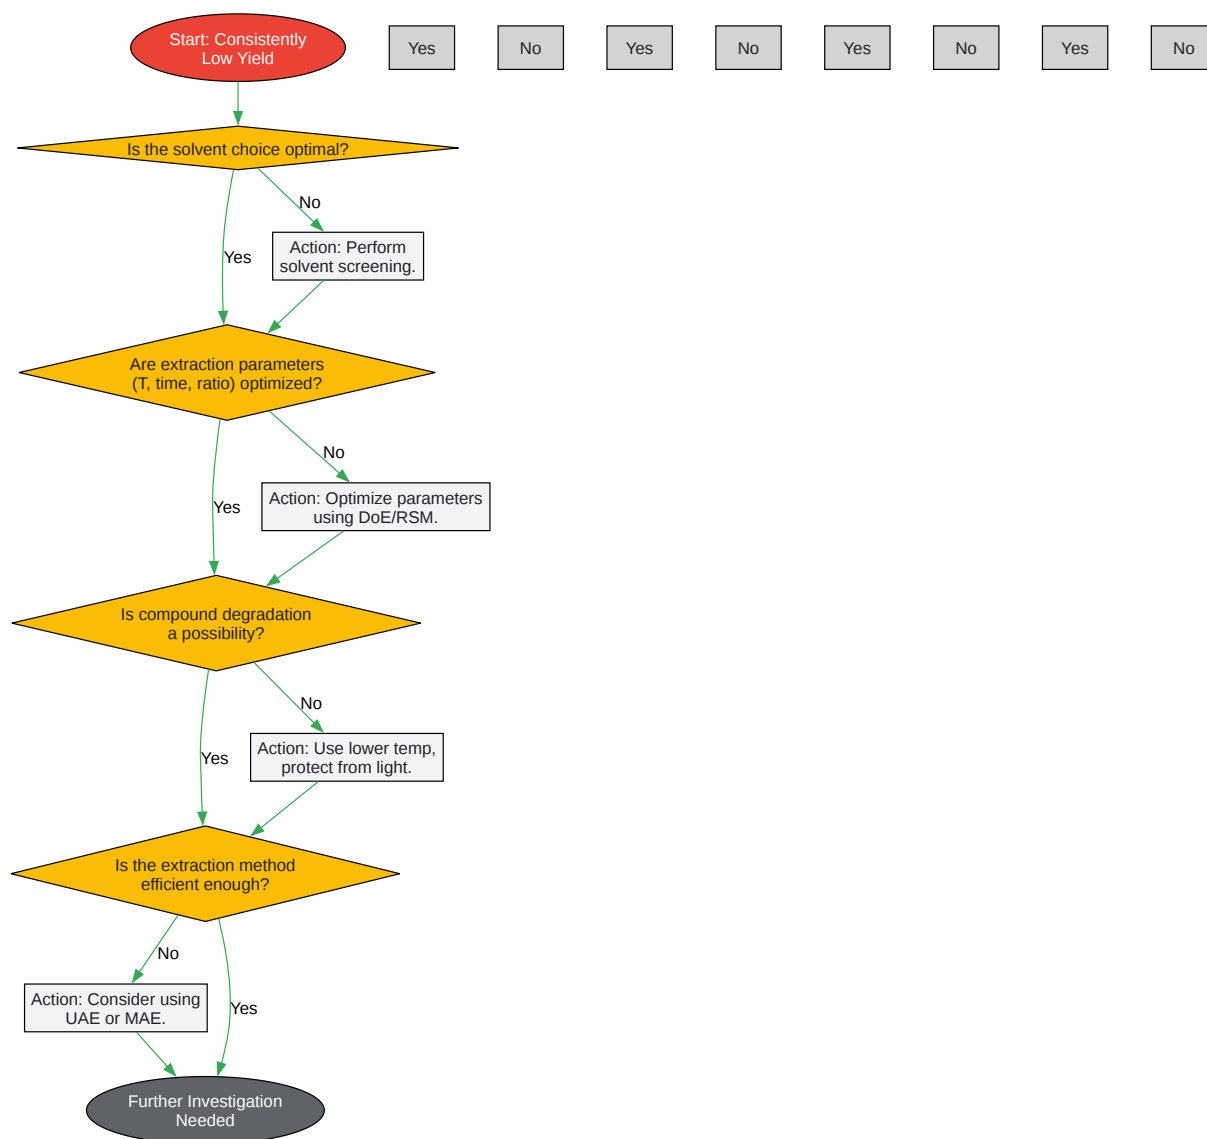 Start: Consistently
Low Yield
Yes
No
Yes
No
Yes
No
Yes
No
Is the solvent choice optimal?
No
Yes
Action: Perform
solvent screening.
Are extraction parameters
(T, time, ratio) optimized?
No
Yes
Action: Optimize parameters
using DoE/RSM.
Is compound degradation
a possibility?
No
Yes
Action: Use lower temp,
protect from light.
Is the extraction method
efficient enough?
No
Yes
Action: Consider using
UAE or MAE.
Further Investigation
Needed